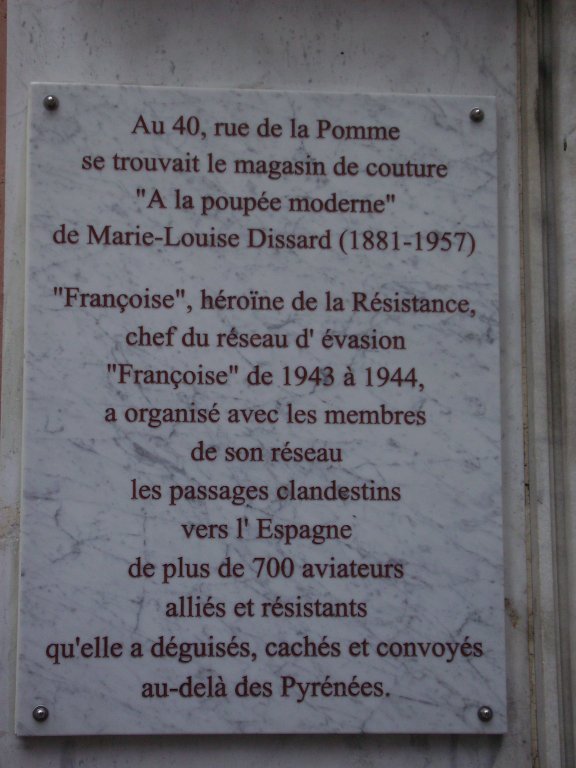 Au 40, rue de la Pomme
se trouvait le magasin de couture
"A la poupée moderne"
de Marie-Louise Dissard (1881-1957)
"Françoise", héroïne de la Résistance,
chef du réseau d' évasion
"Françoise" de 1943 à 1944,
a organisé avec les membres
de son réseau
les passages clandestins
vers l' Espagne
de plus de 700 aviateurs
alliés et résistants
qu'elle a déguisés, cachés et convoyés
au-delà des Pyrénées.